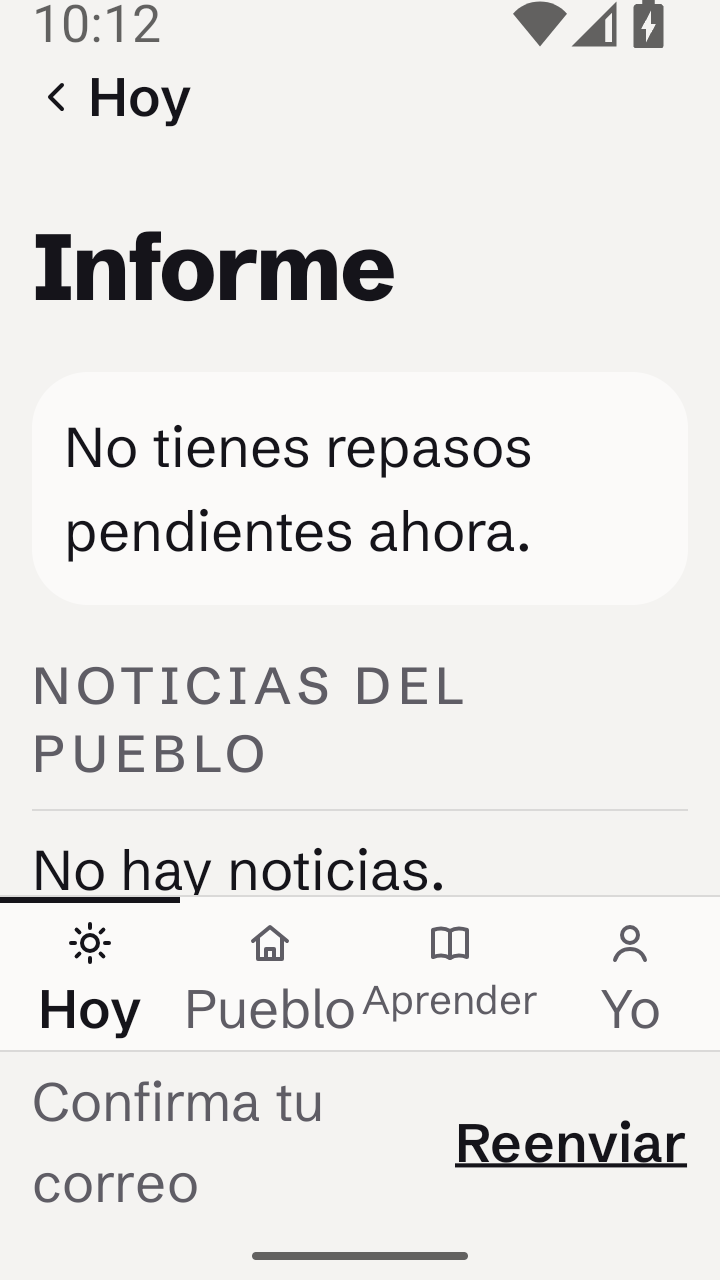 10:12
Hoy
Informe
No tienes repasos
pendientes ahora.
NOTICIAS DEL
PUEBLO
No hay noticias.
Hoy
Pueblo
Aprender
Yo
Confirma tu
correo
Reenviar